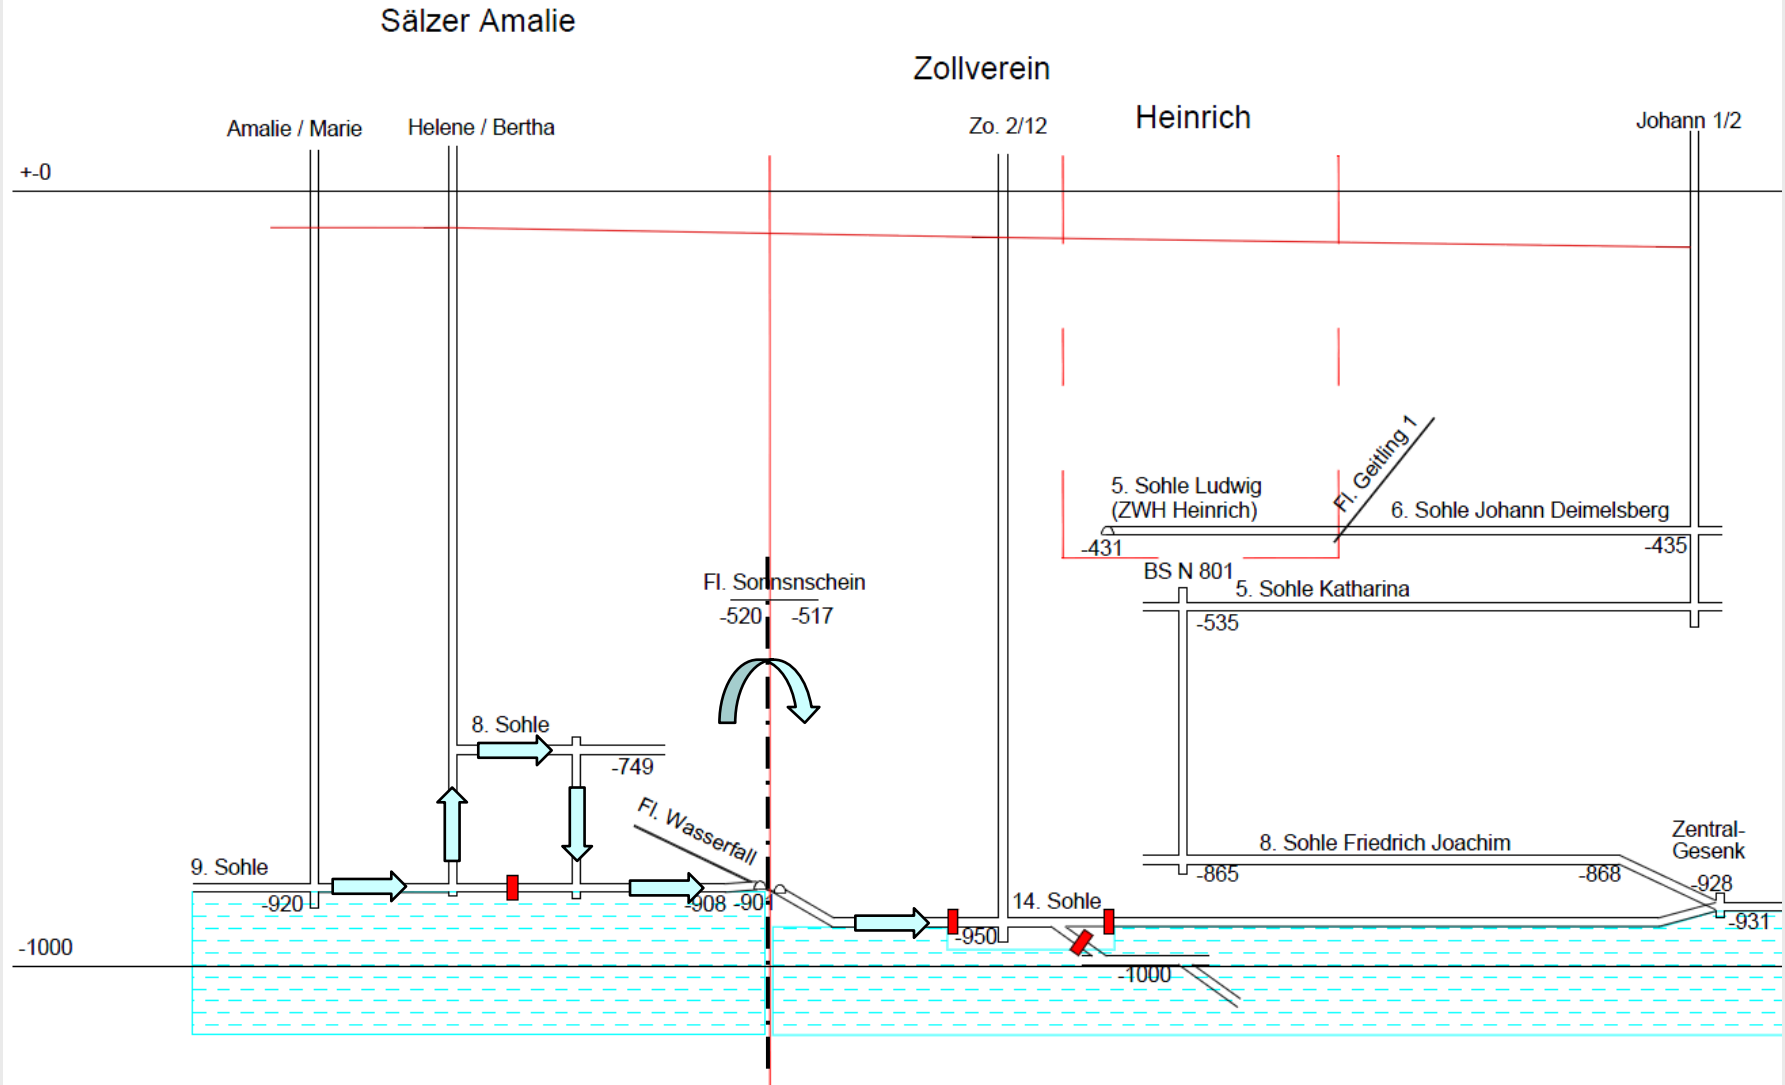 Sälzer Amalie
Zollverein
Heinrich
Amalie / Marie
Helene / Bertha
Zo. 2/12
Johann 1/2
+-0
Fl. Geitling 1
5. Sohle Ludwig
(ZWH Heinrich)
6. Sohle Johann Deimelsberg
-431
-435
BS N 801
Fl. Sonnsnschein
5. Sohle Katharina
-520
-517
-535
8. Sohle
-749
Fl. Wasserfall
8. Sohle Friedrich Joachim
Zentral-
Gesenk
9. Sohle
-865
-868
-928
-920
-908
14. Sohle
-931
-950
-1000
-1000